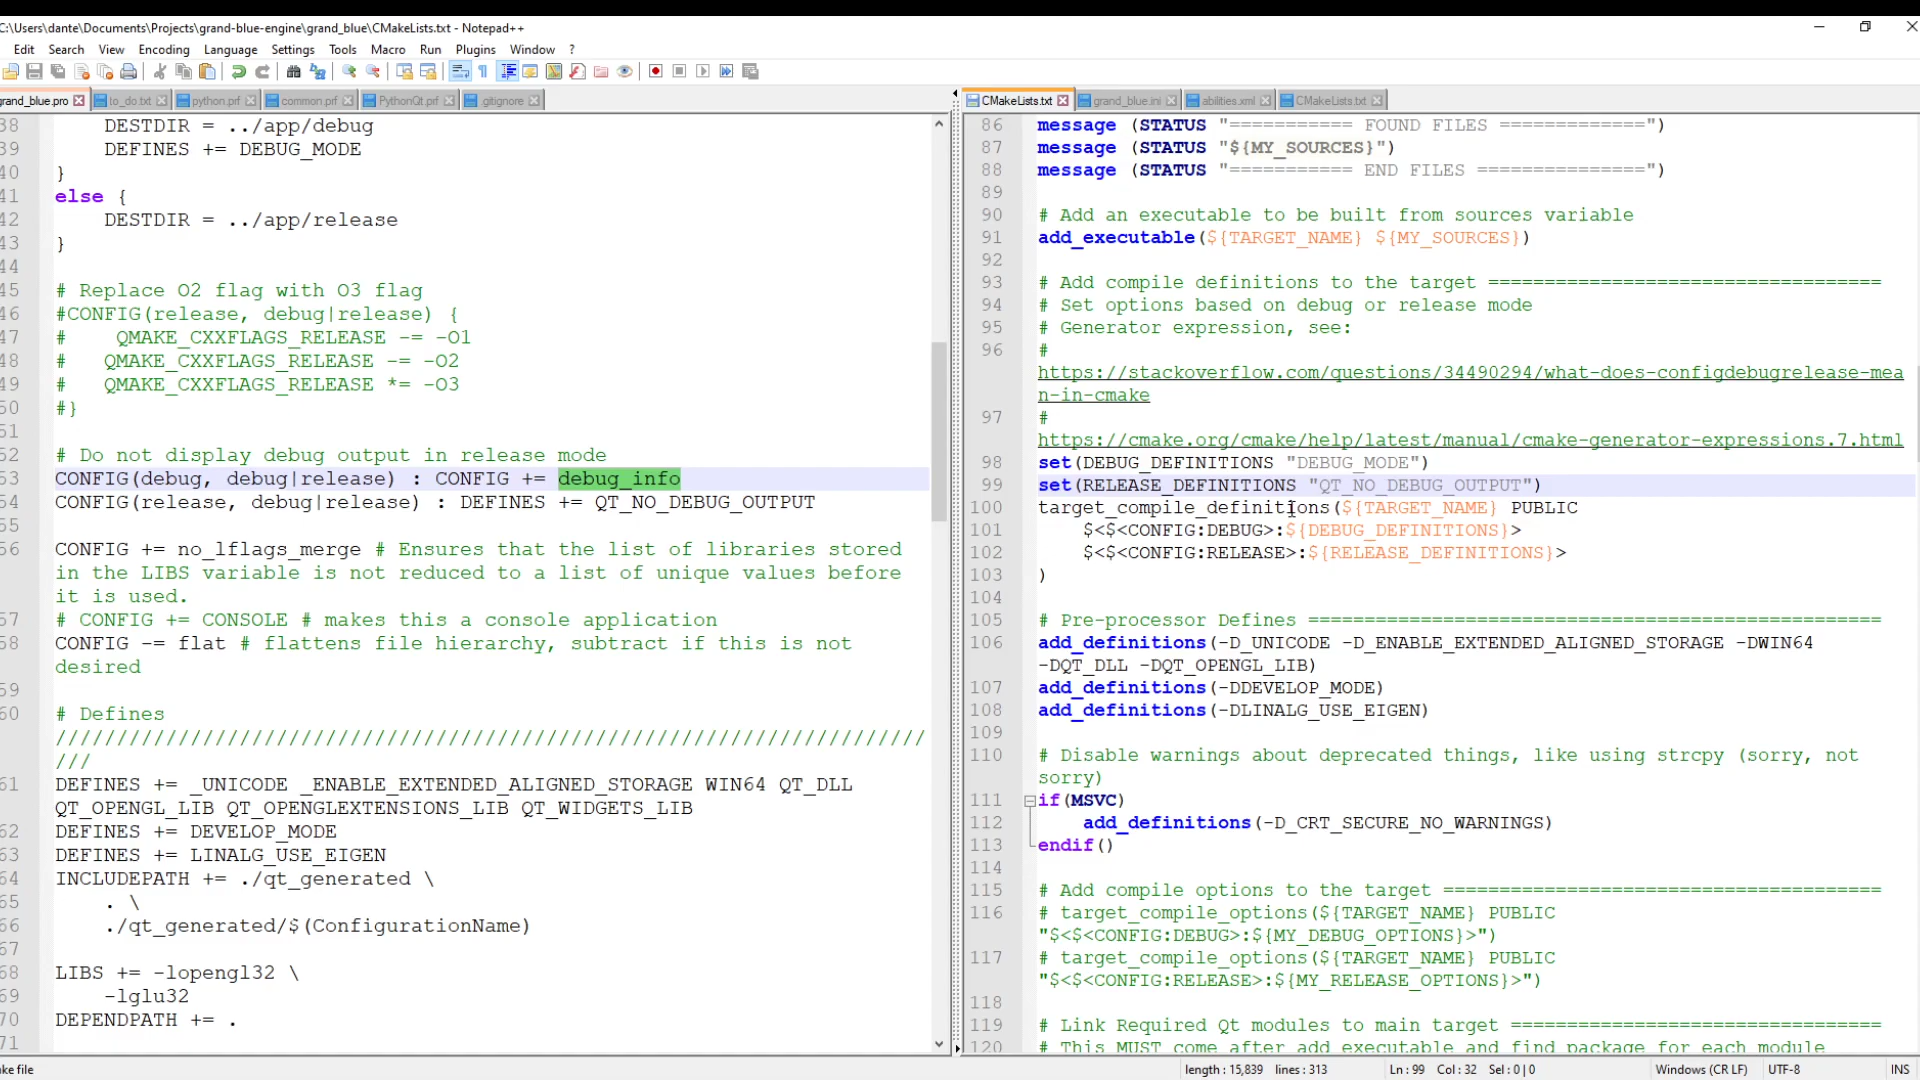 C:\Users\dante\Documents\Projects\grand-blue-engine\grand_blue\CMakeLists.txt - Notepad++
Edit Search View Encoding Language Settings Tools Macro Run Plugins Window ?
grand_blue.pro to_do.txt python.prf common.prf PythonQt.prf .gitignore
38 DESTDIR = ../app/debug
39 DEFINES += DEBUG_MODE
40 }
41 else {
42 DESTDIR = ../app/release
43 }
44
45 # Replace O2 flag with O3 flag
46 #CONFIG(release, debug|release) {
47 # QMAKE_CXXFLAGS_RELEASE -= -O1
48 # QMAKE_CXXFLAGS_RELEASE -= -O2
49 # QMAKE_CXXFLAGS_RELEASE *= -O3
50 #}
51
52 # Do not display debug output in release mode
53 CONFIG(debug, debug|release) : CONFIG += debug_info
54 CONFIG(release, debug|release) : DEFINES += QT_NO_DEBUG_OUTPUT
55
56 CONFIG += no_lflags_merge # Ensures that the list of libraries stored
in the LIBS variable is not reduced to a list of unique values before
it is used.
57 # CONFIG += CONSOLE # makes this a console application
58 CONFIG -= flat # flattens file hierarchy, subtract if this is not
desired
59
60 # Defines
///////////////////////////////////////////////////////////////////////
///
61 DEFINES += _UNICODE _ENABLE_EXTENDED_ALIGNED_STORAGE WIN64 QT_DLL
QT_OPENGL_LIB QT_OPENGLEXTENSIONS_LIB QT_WIDGETS_LIB
62 DEFINES += DEVELOP_MODE
63 DEFINES += LINALG_USE_EIGEN
64 INCLUDEPATH += ./qt_generated \
65 . \
66 ./qt_generated/$(ConfigurationName)
67
68 LIBS += -lopengl32 \
69 -lglu32
70 DEPENDPATH += .
71
CMakeLists.txt grand_blue.ini abilities.xml CMakeLists.txt
86 message (STATUS "=========== FOUND FILES =============")
87 message (STATUS "${MY_SOURCES}")
88 message (STATUS "=========== END FILES ===============")
89
90 # Add an executable to be built from sources variable
91 add_executable(${TARGET_NAME} ${MY_SOURCES})
92
93 # Add compile definitions to the target ===================================
94 # Set options based on debug or release mode
95 # Generator expression, see:
96 #
https://stackoverflow.com/questions/34490294/what-does-configdebugrelease-mea
n-in-cmake
97 #
https://cmake.org/cmake/help/latest/manual/cmake-generator-expressions.7.html
98 set(DEBUG_DEFINITIONS "DEBUG_MODE")
99 set(RELEASE_DEFINITIONS "QT_NO_DEBUG_OUTPUT")
100 target_compile_definitions(${TARGET_NAME} PUBLIC
101 $<$<CONFIG:DEBUG>:${DEBUG_DEFINITIONS}>
102 $<$<CONFIG:RELEASE>:${RELEASE_DEFINITIONS}>
103 )
104
105 # Pre-processor Defines ===================================================
106 add_definitions(-D_UNICODE -D_ENABLE_EXTENDED_ALIGNED_STORAGE -DWIN64
-DQT_DLL -DQT_OPENGL_LIB)
107 add_definitions(-DDEVELOP_MODE)
108 add_definitions(-DLINALG_USE_EIGEN)
109
110 # Disable warnings about deprecated things, like using strcpy (sorry, not
sorry)
111 if(MSVC)
112 add_definitions(-D_CRT_SECURE_NO_WARNINGS)
113 endif()
114
115 # Add compile options to the target =======================================
116 # target_compile_options(${TARGET_NAME} PUBLIC
"$<$<CONFIG:DEBUG>:${MY_DEBUG_OPTIONS}>")
117 # target_compile_options(${TARGET_NAME} PUBLIC
"$<$<CONFIG:RELEASE>:${MY_RELEASE_OPTIONS}>")
118
119 # Link Required Qt modules to main target =================================
120 # This MUST come after add executable and find package for each module
ke file length : 15,839 lines : 313 Ln : 99 Col : 32 Sel : 0 | 0 Windows (CR LF) UTF-8 INS